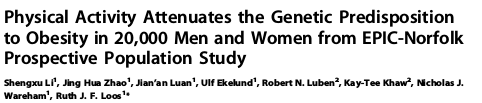 Physical Activity Attenuates the Genetic Predisposition
to Obesity in 20,000 Men and Women from EPIC-Norfolk
Prospective Population Study
Shengxu Li¹, Jing Hua Zhao¹, Jian'an Luan¹, Ulf Ekelund¹, Robert N. Luben², Kay-Tee Khaw², Nicholas J.
Wareham¹, Ruth J. F. Loos¹*